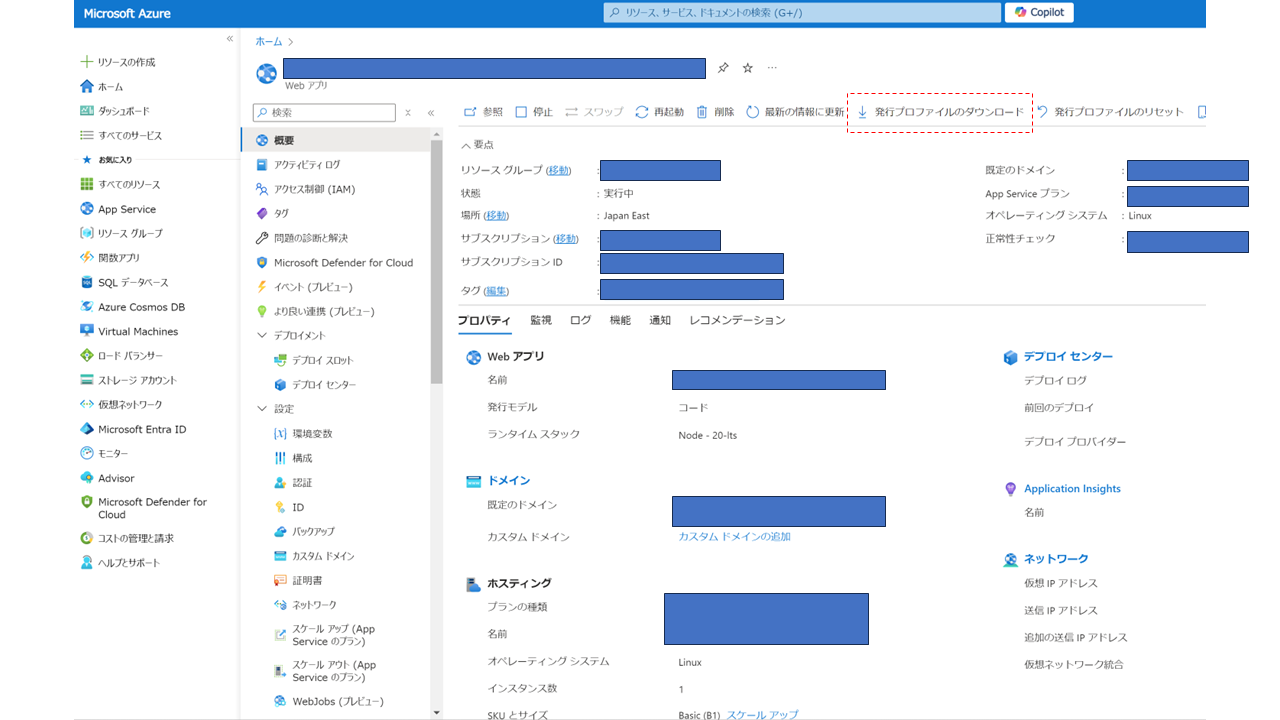 Microsoft Azure
リソース、サービス、ドキュメントの検索 (G+/)
Copilot
«
リソースの作成
ホーム
ダッシュボード
すべてのサービス
お気に入り
すべてのリソース
App Service
リソース グループ
関数アプリ
SQL データベース
Azure Cosmos DB
Virtual Machines
ロード バランサー
ストレージ アカウント
仮想ネットワーク
Microsoft Entra ID
モニター
Advisor
Microsoft Defender for
Cloud
コストの管理と請求
ヘルプとサポート
ホーム >
Web アプリ
...
検索
«
概要
アクティビティ ログ
アクセス制御 (IAM)
タグ
問題の診断と解決
Microsoft Defender for Cloud
イベント (プレビュー)
より良い連携 (プレビュー)
デプロイメント
デプロイ スロット
デプロイ センター
設定
環境変数
構成
認証
ID
バックアップ
カスタム ドメイン
証明書
ネットワーク
スケール アップ (App
Service のプラン)
スケール アウト (App
Service のプラン)
WebJobs (プレビュー)
参照 停止 スワップ 再起動 削除 最新の情報に更新 発行プロファイルのダウンロード 発行プロファイルのリセット
要点
リソース グループ (移動) :
状態 : 実行中
場所 (移動) : Japan East
サブスクリプション (移動) :
サブスクリプション ID :
タグ (編集) :
既定のドメイン :
App Service プラン :
オペレーティング システム : Linux
正常性チェック :
プロパティ 監視 ログ 機能 通知 レコメンデーション
Web アプリ
名前
発行モデル コード
ランタイム スタック Node - 20-lts
ドメイン
既定のドメイン
カスタム ドメイン カスタム ドメインの追加
ホスティング
プランの種類
名前
オペレーティング システム Linux
インスタンス数 1
SKU とサイズ Basic (B1) スケール アップ
デプロイ センター
デプロイ ログ
前回のデプロイ
デプロイ プロバイダー
Application Insights
名前
ネットワーク
仮想 IP アドレス
送信 IP アドレス
追加の送信 IP アドレス
仮想ネットワーク統合